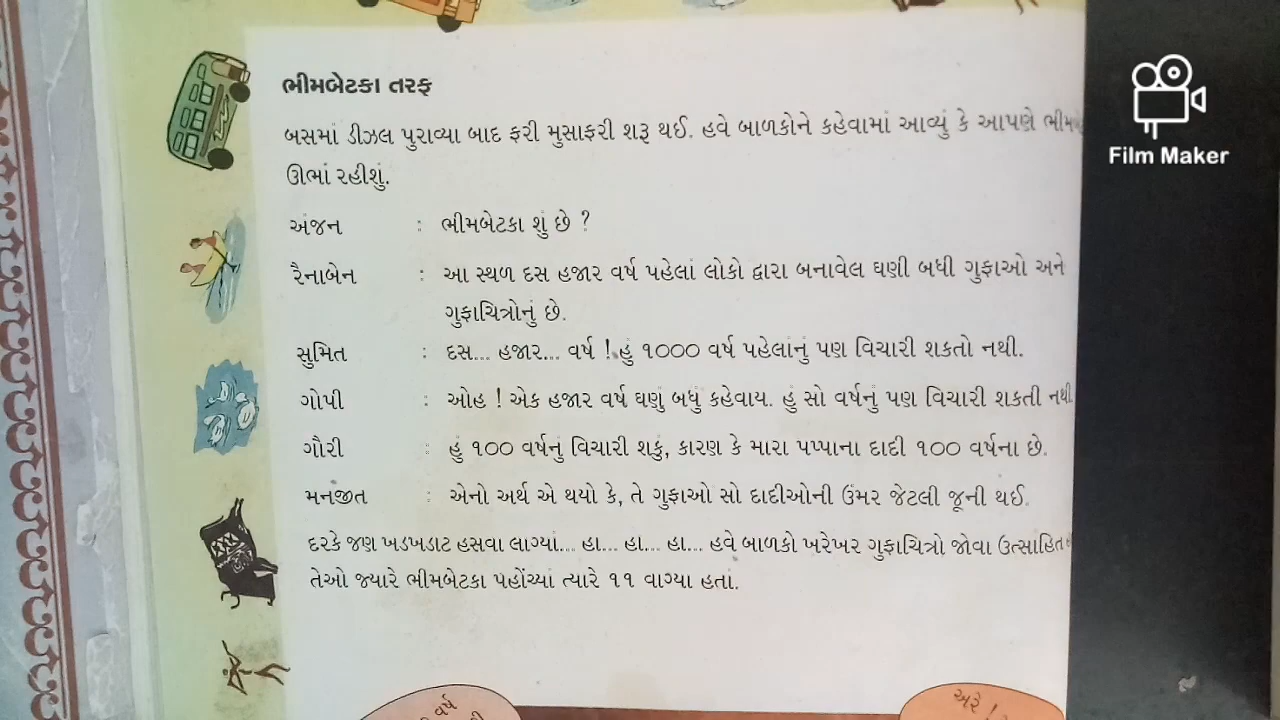 ભીમબેટકા તરફ
બસમાં ડીઝલ પુરાવ્યા બાદ ફરી મુસાફરી શરૂ થઈ. હવે બાળકોને કહેવામાં આવ્યું કે આપણે
ઊભાં રહીશું.
અંજન : ભીમબેટકા શું છે ?
રૈનાબેન : આ સ્થળ દસ હજાર વર્ષ પહેલાં લોકો દ્વારા બનાવેલ ઘણી બધી ગુફાઓ અને
ગુફાચિત્રોનું છે.
સુમિત : દસ... હજાર... વર્ષ ! હું ૧૦૦૦ વર્ષ પહેલાંનું પણ વિચારી શકતો નથી.
ગોપી : ઓહ ! એક હજાર વર્ષ ઘણું બધું કહેવાય. હું સો વર્ષનું પણ વિચારી શકતી નથી
ગૌરી : હું ૧૦૦ વર્ષનું વિચારી શકું, કારણ કે મારા પપ્પાના દાદી ૧૦૦ વર્ષના છે.
મનજીત : એનો અર્થ એ થયો કે, તે ગુફાઓ સો દાદીઓની ઉંમર જેટલી જૂની થઈ.
દરકે જણ ખડખડાટ હસવા લાગ્યાં... હા... હા... હા... હવે બાળકો ખરેખર ગુફાચિત્રો જોવા ઉત્સાહિત
તેઓ જ્યારે ભીમબેટકા પહોંચ્યાં ત્યારે ૧૧ વાગ્યા હતાં.
વર્ષ
અરે !
Film Maker